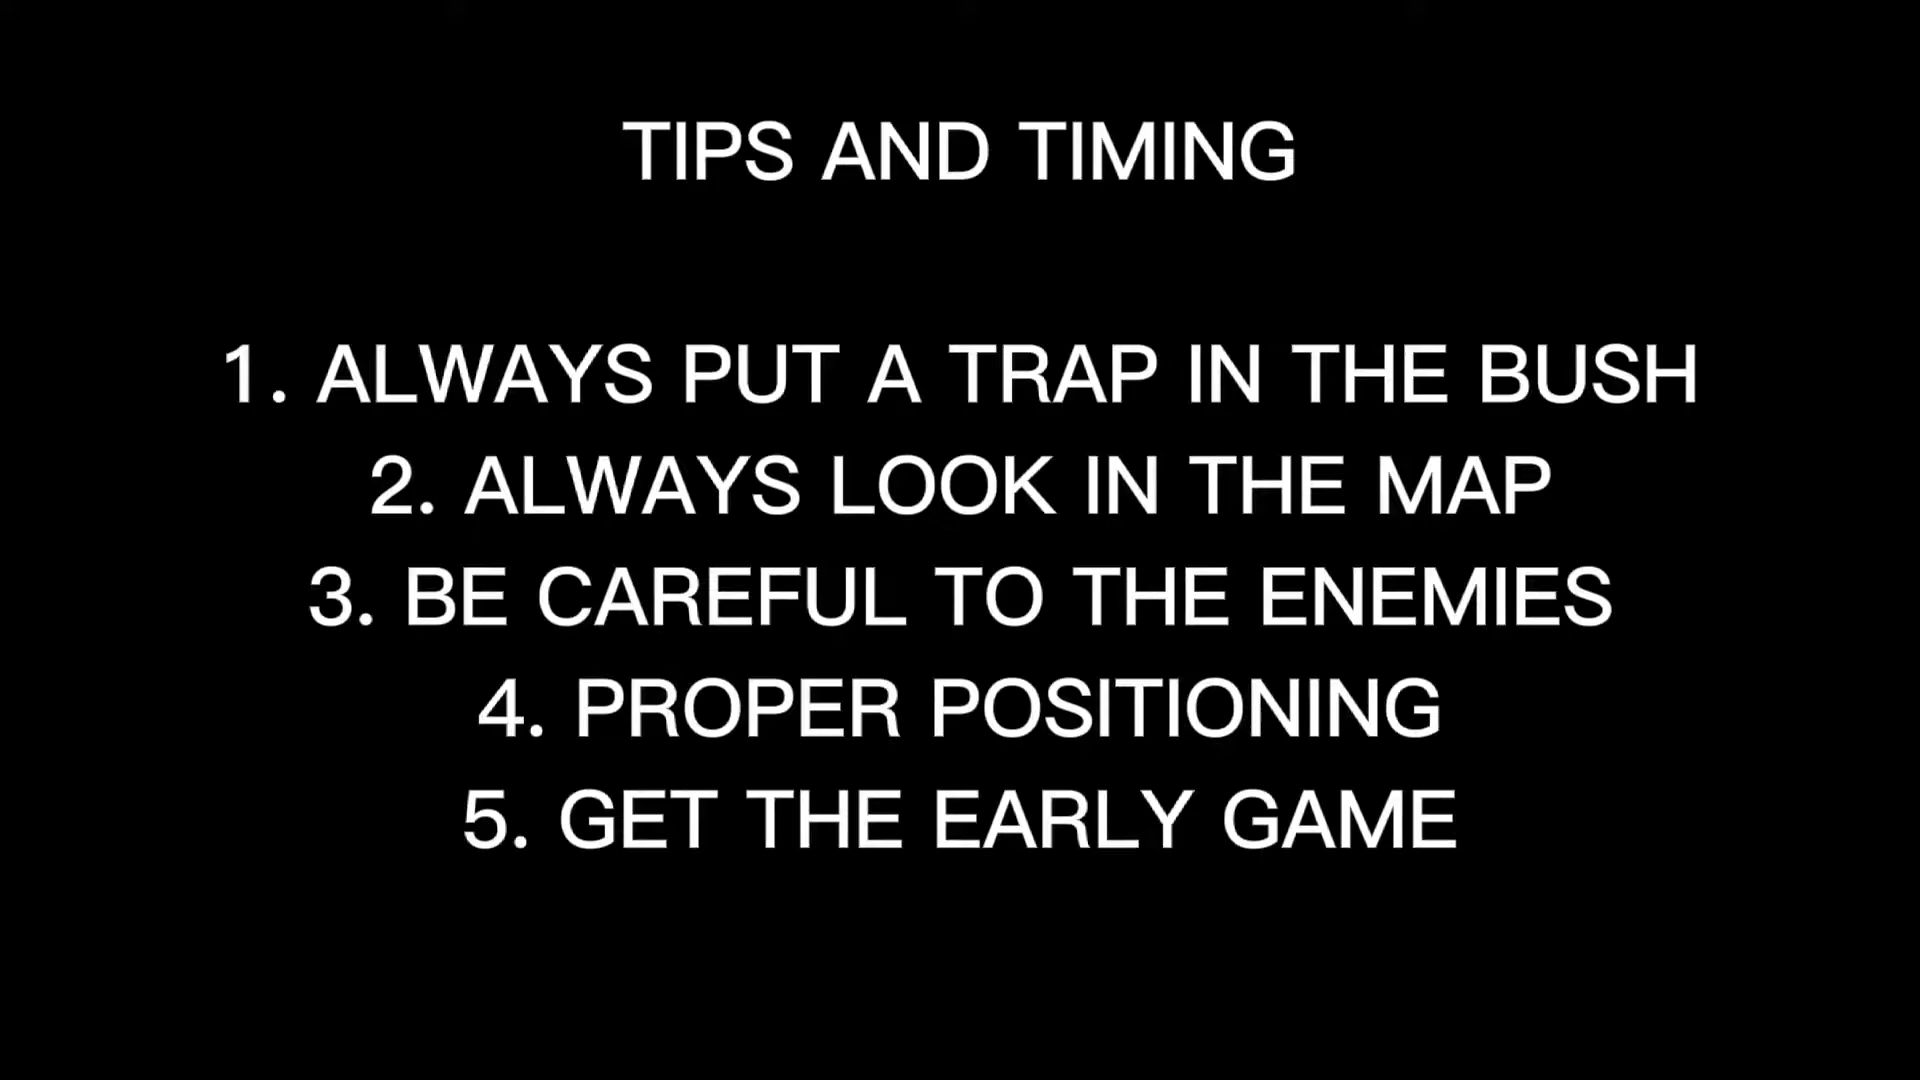 TIPS AND TIMING
1. ALWAYS PUT A TRAP IN THE BUSH
2. ALWAYS LOOK IN THE MAP
3. BE CAREFUL TO THE ENEMIES
4. PROPER POSITIONING
5. GET THE EARLY GAME